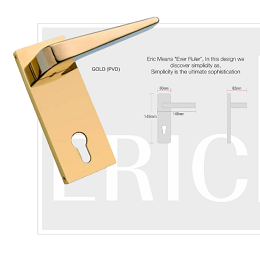 Eric Means "Ever Ruler", In this design we
discover simplicity as,
Simplicity is the ultimate sophistication
GOLD (PVD)
ERIC